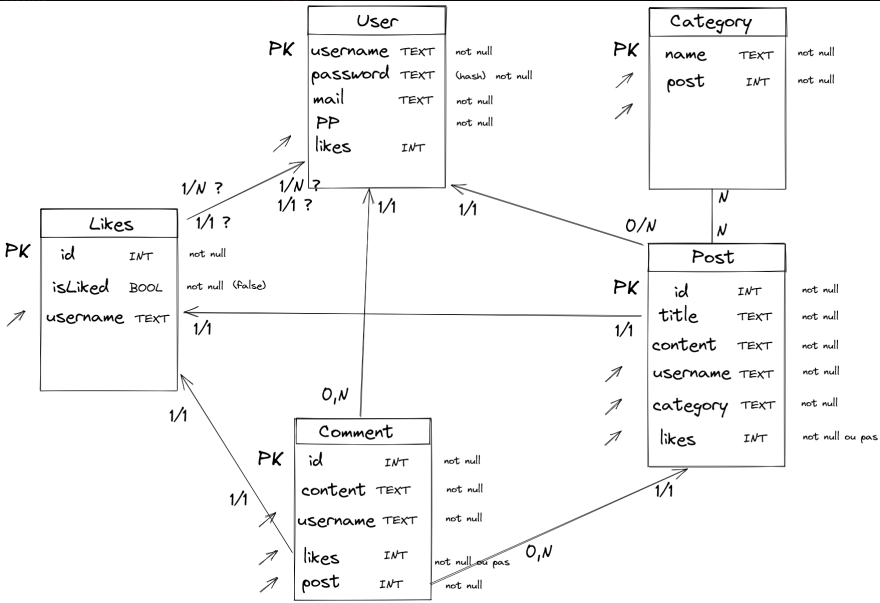 User
PK username TEXT not null
password TEXT (hash) not null
mail TEXT not null
PP not null
likes INT
Category
PK name TEXT not null
post INT not null
1/N ?
1/1 ?
1/N ?
1/1 ?
1/1
1/1
0/N
N
N
Likes
PK id INT not null
isLiked BOOL not null (false)
username TEXT
1/1
1/1
Post
PK id INT not null
title TEXT not null
content TEXT not null
username TEXT not null
category TEXT not null
likes INT not null ou pas
0,N
1/1
1/1
Comment
PK id INT not null
content TEXT not null
username TEXT not null
likes INT not null ou pas
post INT not null
0,N
1/1